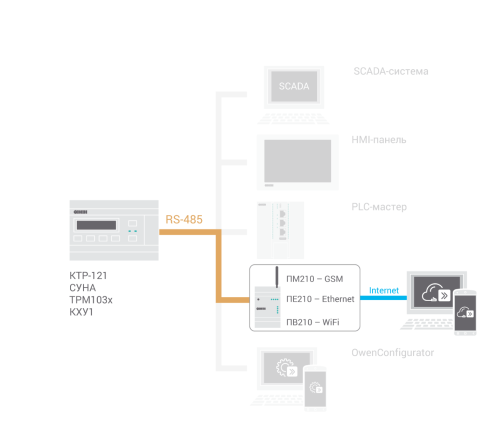 SCADA-система
SCADA
HMI-панель
PLC-мастер
RS-485
КТР-121
СУНА
ТРМ103х
КХУ1
ПМ210 – GSM
ПЕ210 – Ethernet
ПВ210 – WiFi
Internet
OwenConfigurator